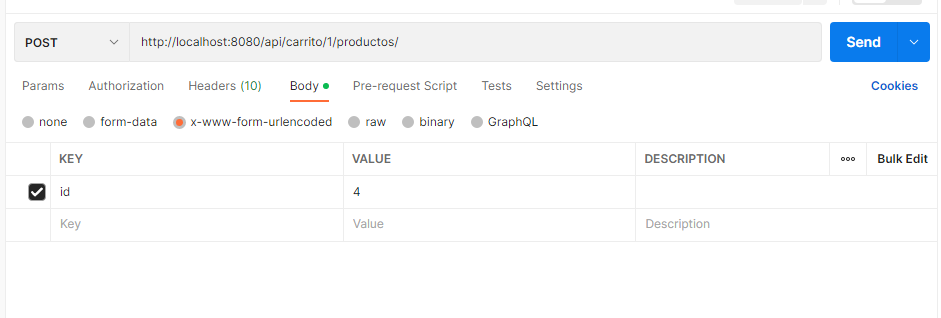 POST http://localhost:8080/api/carrito/1/productos/ Send
Params Authorization Headers (10) Body Pre-request Script Tests Settings Cookies
none form-data x-www-form-urlencoded raw binary GraphQL
KEY VALUE DESCRIPTION Bulk Edit
id 4
Key Value Description